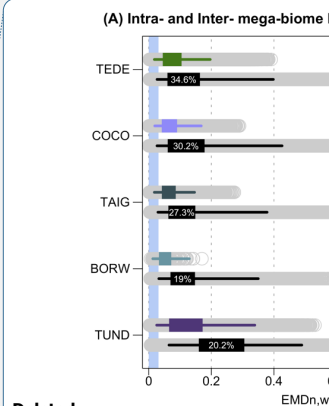 (A) Intra- and Inter- mega-biome
TEDE
34.6%
COCO
30.2%
TAIG
27.3%
BORW
19%
TUND
20.2%
0 0.2 0.4
EMDn,w